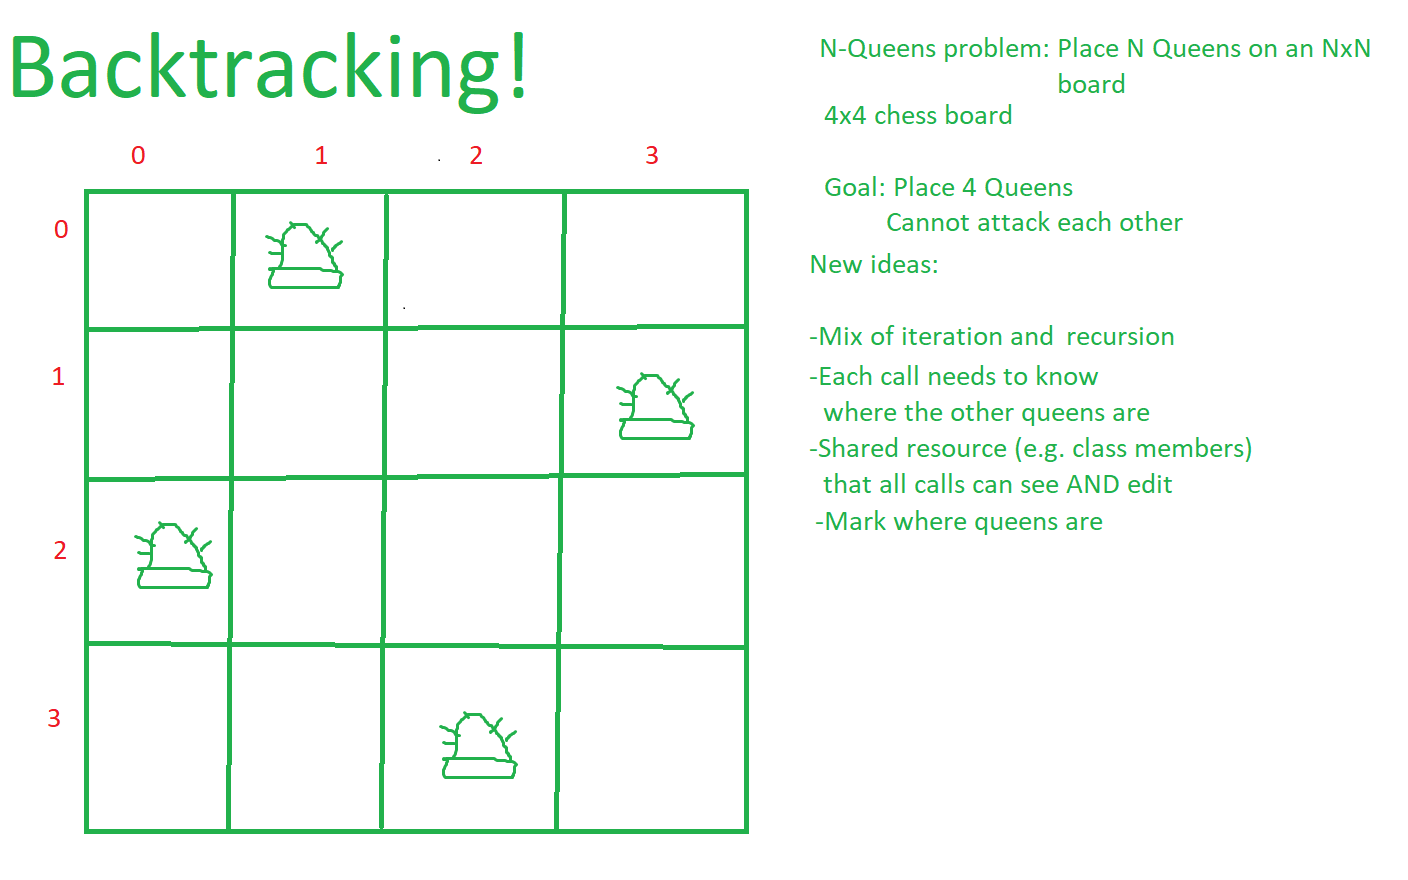 Backtracking!
N-Queens problem: Place N Queens on an NxN
board
4x4 chess board
0 1 2 3
Goal: Place 4 Queens
Cannot attack each other
0
New ideas:
-Mix of iteration and recursion
1
-Each call needs to know
where the other queens are
-Shared resource (e.g. class members)
that all calls can see AND edit
-Mark where queens are
2
3